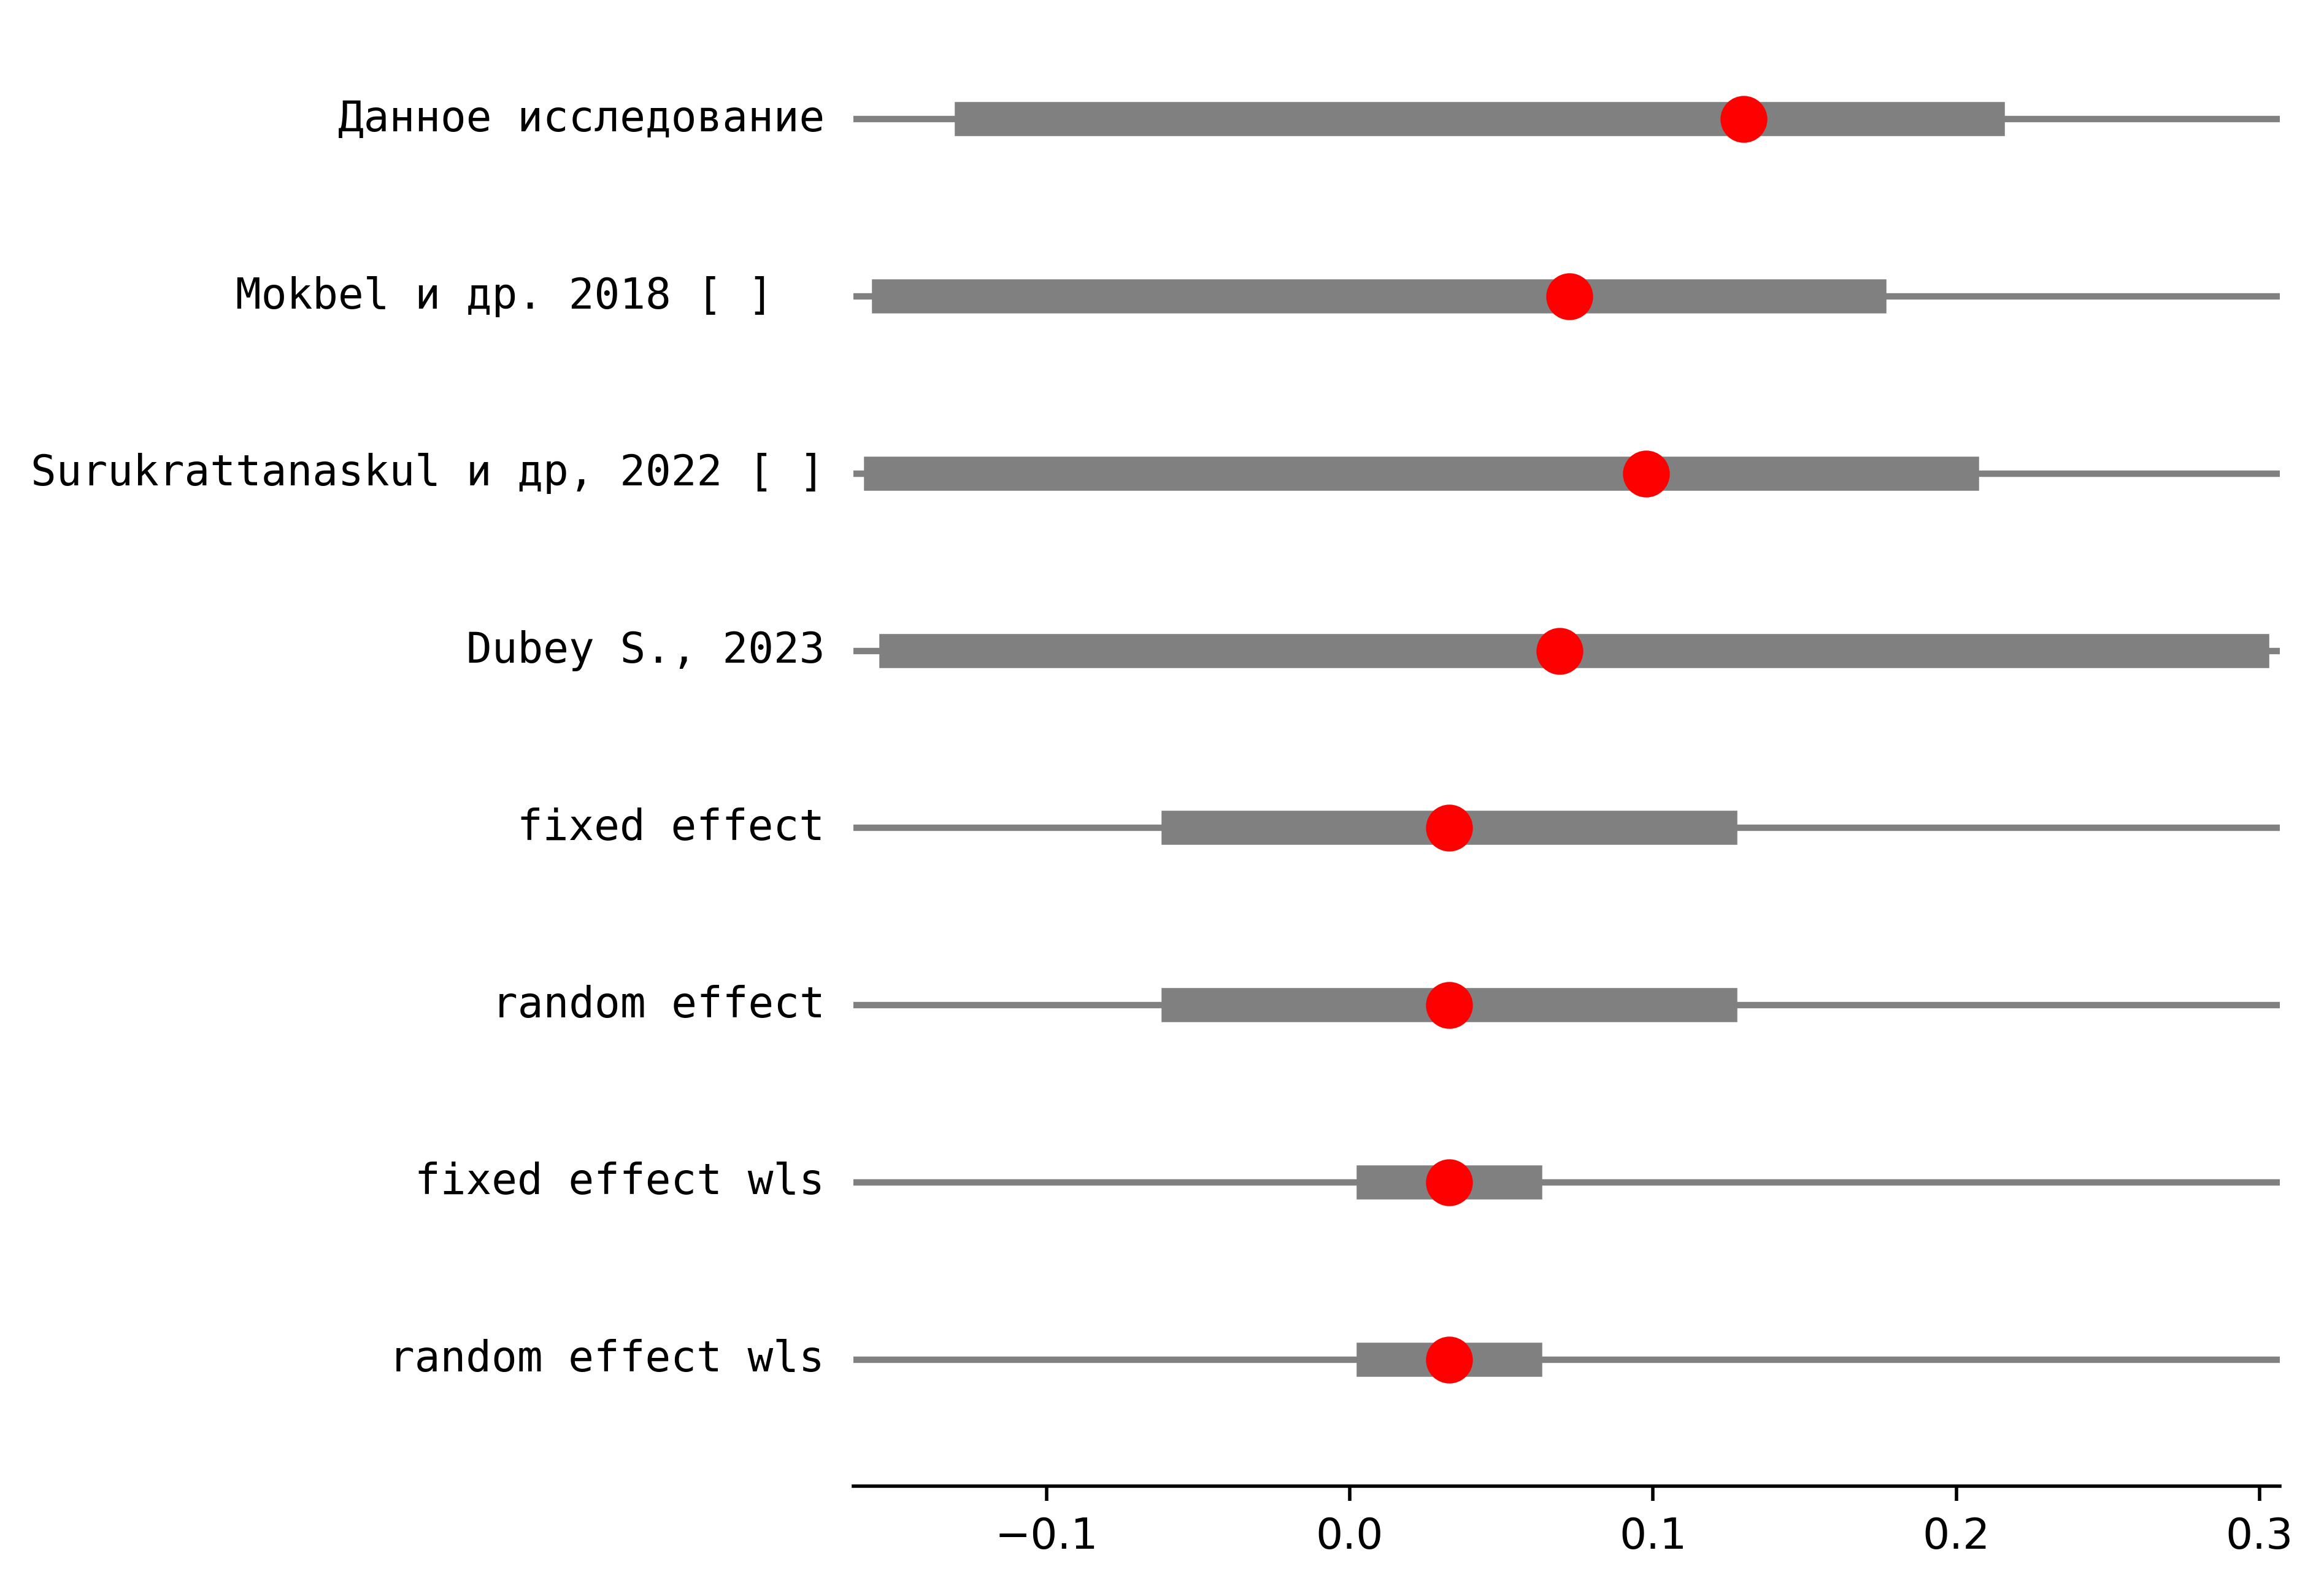 Данное исследование
Mokbel и др. 2018 [ ]
Surukrattanaskul и др, 2022 [ ]
Dubey S., 2023
fixed effect
random effect
fixed effect wls
random effect wls
−0.1 0.0 0.1 0.2 0.3